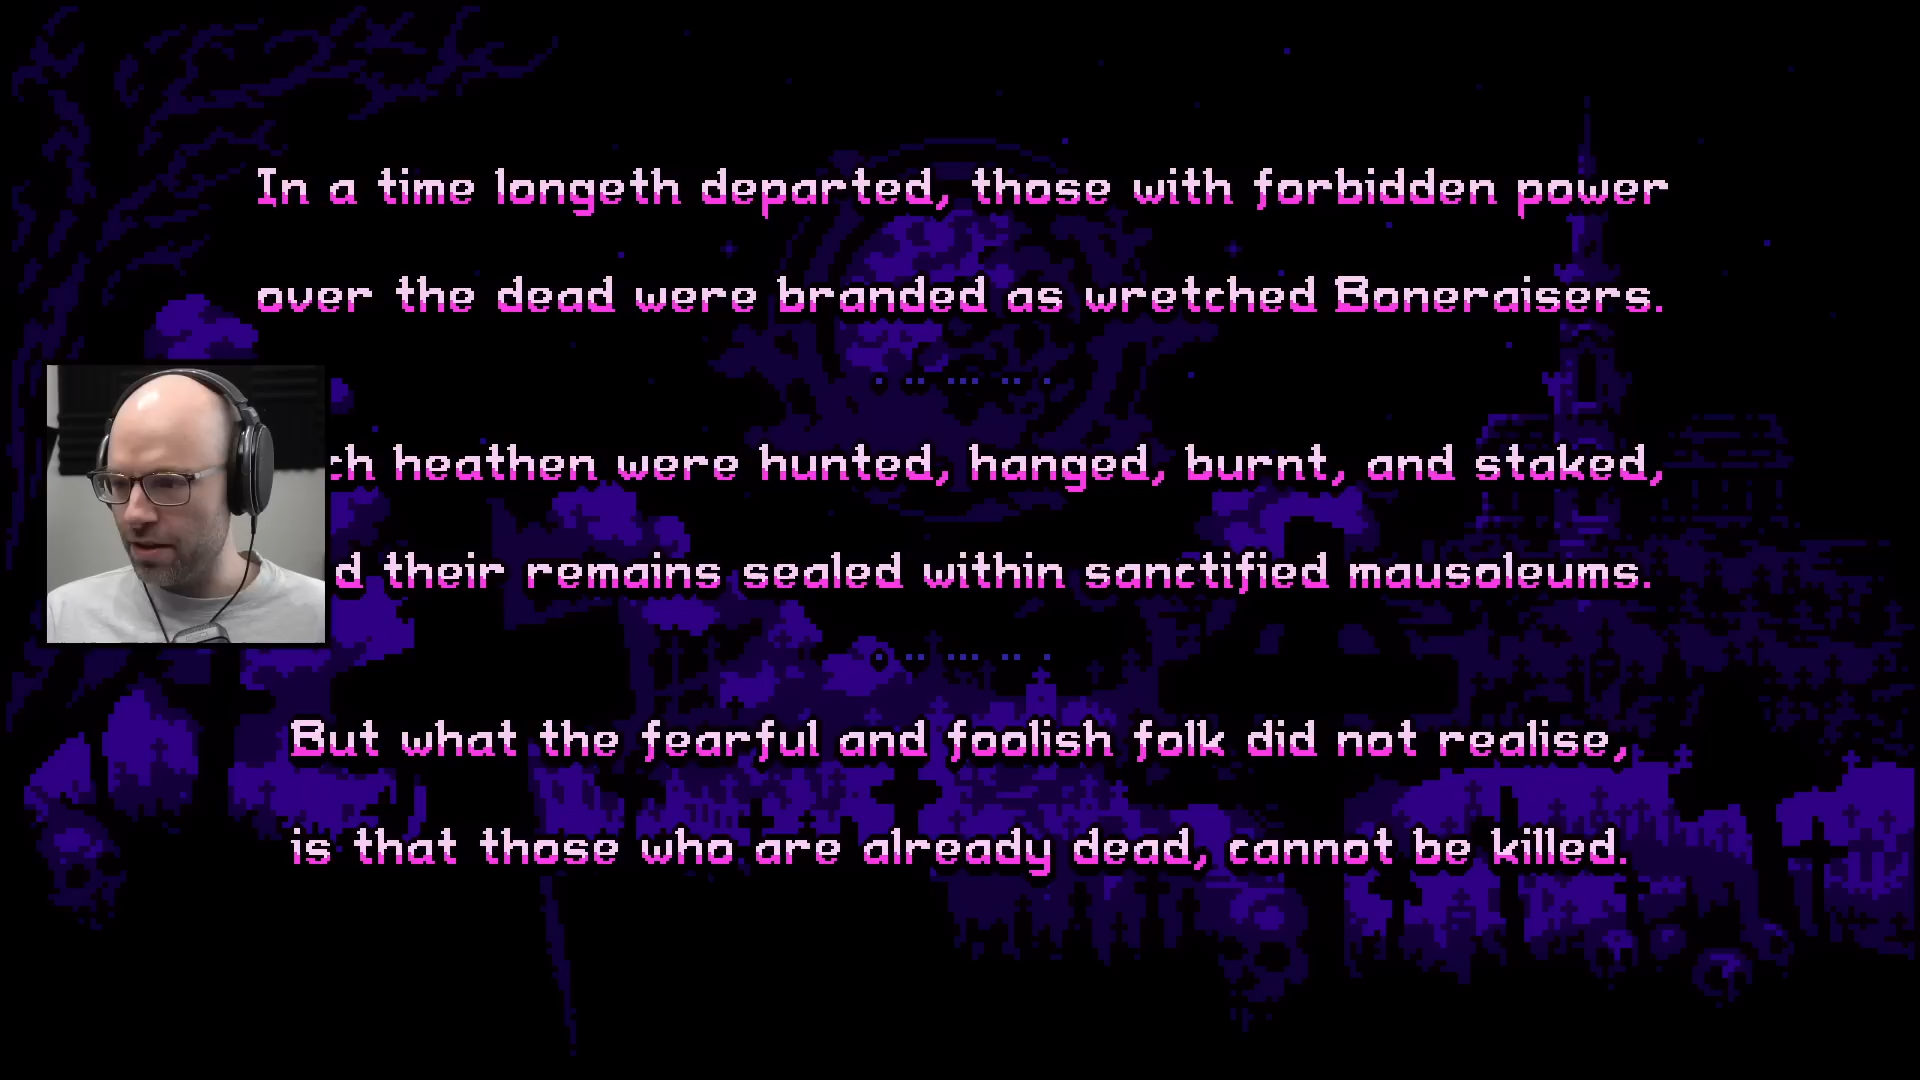 In a time longeth departed, those with forbidden power
over the dead were branded as wretched Boneraisers.
heathen were hunted, hanged, burnt, and staked,
their remains sealed within sanctified mausoleums.
But what the fearful and foolish folk did not realise,
is that those who are already dead, cannot be killed.